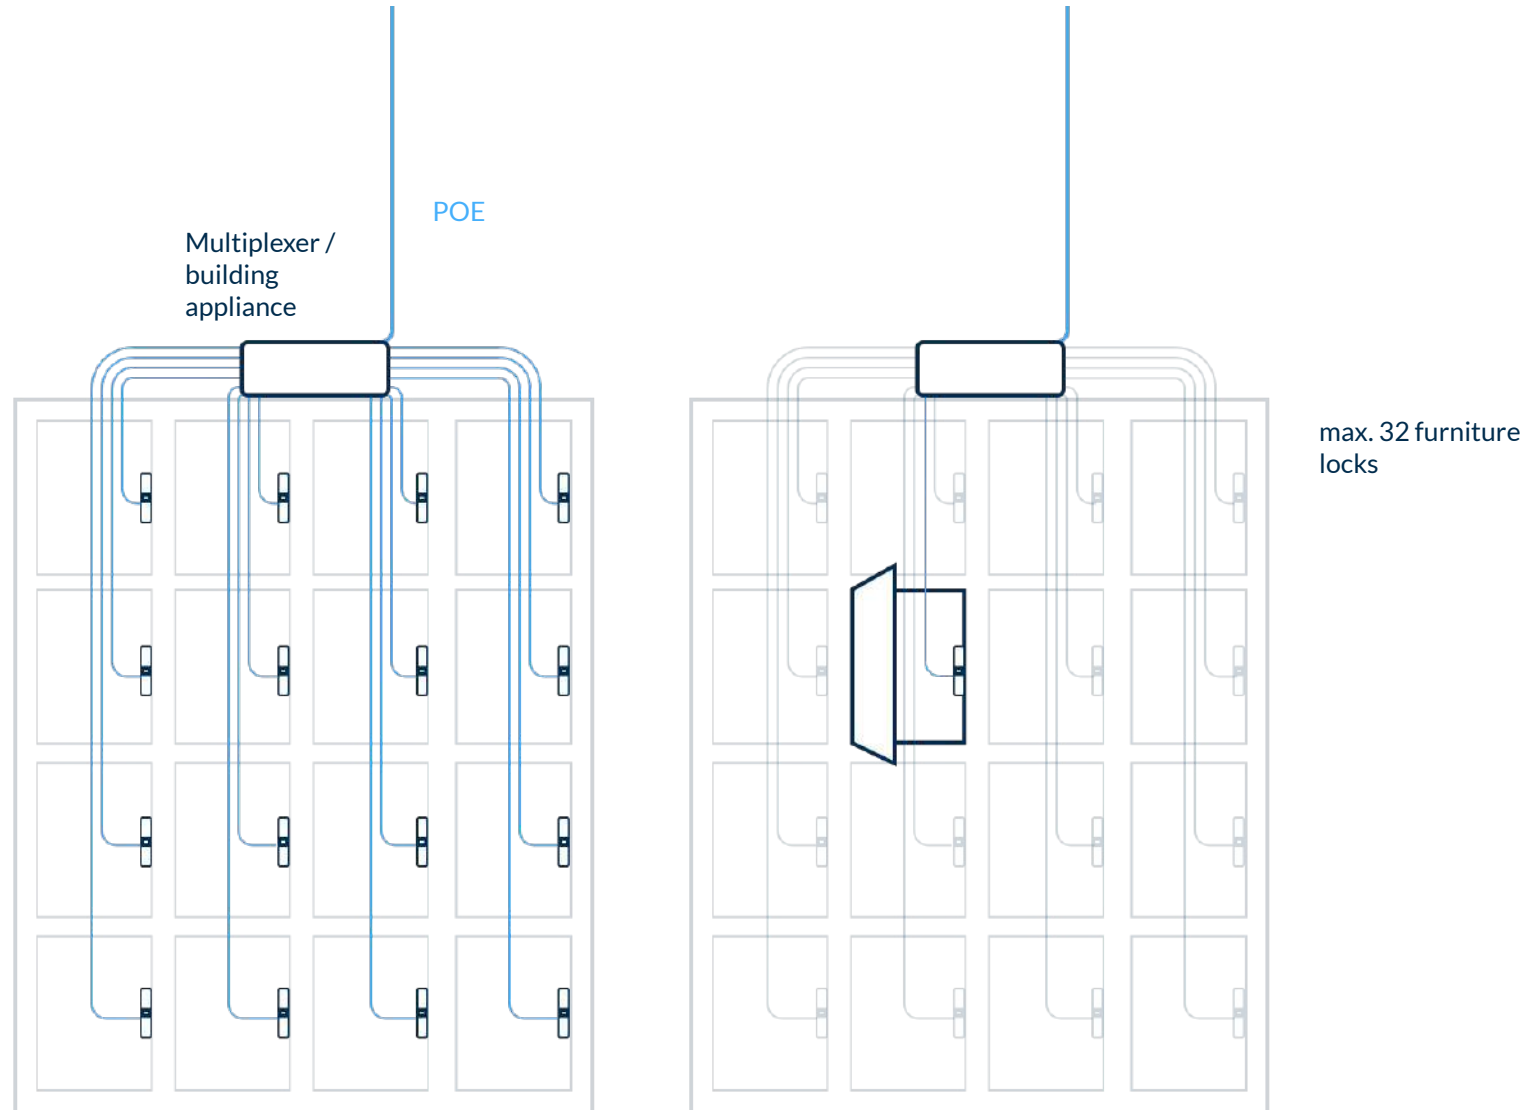 POE
Multiplexer /
building
appliance
max. 32 furniture
locks